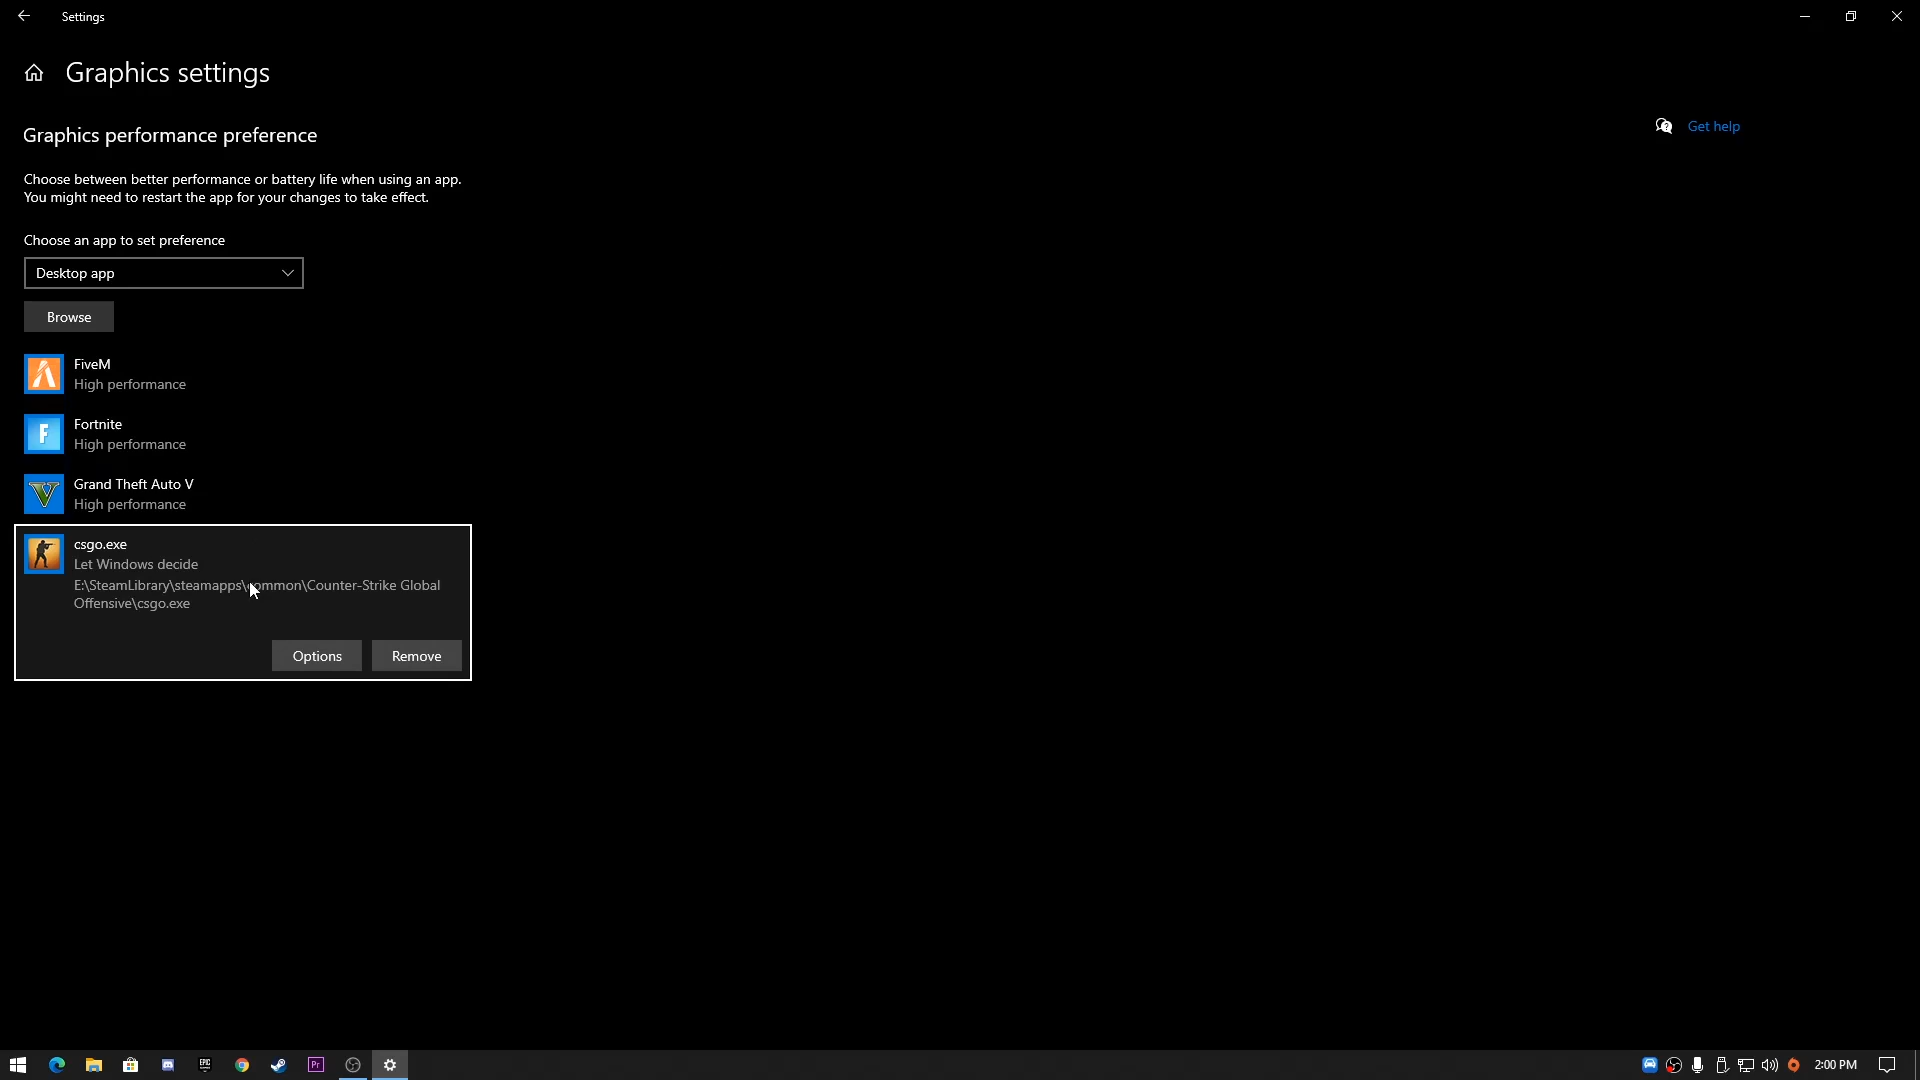 Settings
Graphics settings
Graphics performance preference
Get help
Choose between better performance or battery life when using an app.
You might need to restart the app for your changes to take effect.
Choose an app to set preference
Desktop app
Browse
FiveM
High performance
F
Fortnite
High performance
V
Grand Theft Auto V
High performance
csgo.exe
Let Windows decide
E:\SteamLibrary\steamapps\common\Counter-Strike Global
Offensive\csgo.exe
Options
Remove
EPIC
Pr
2:00 PM